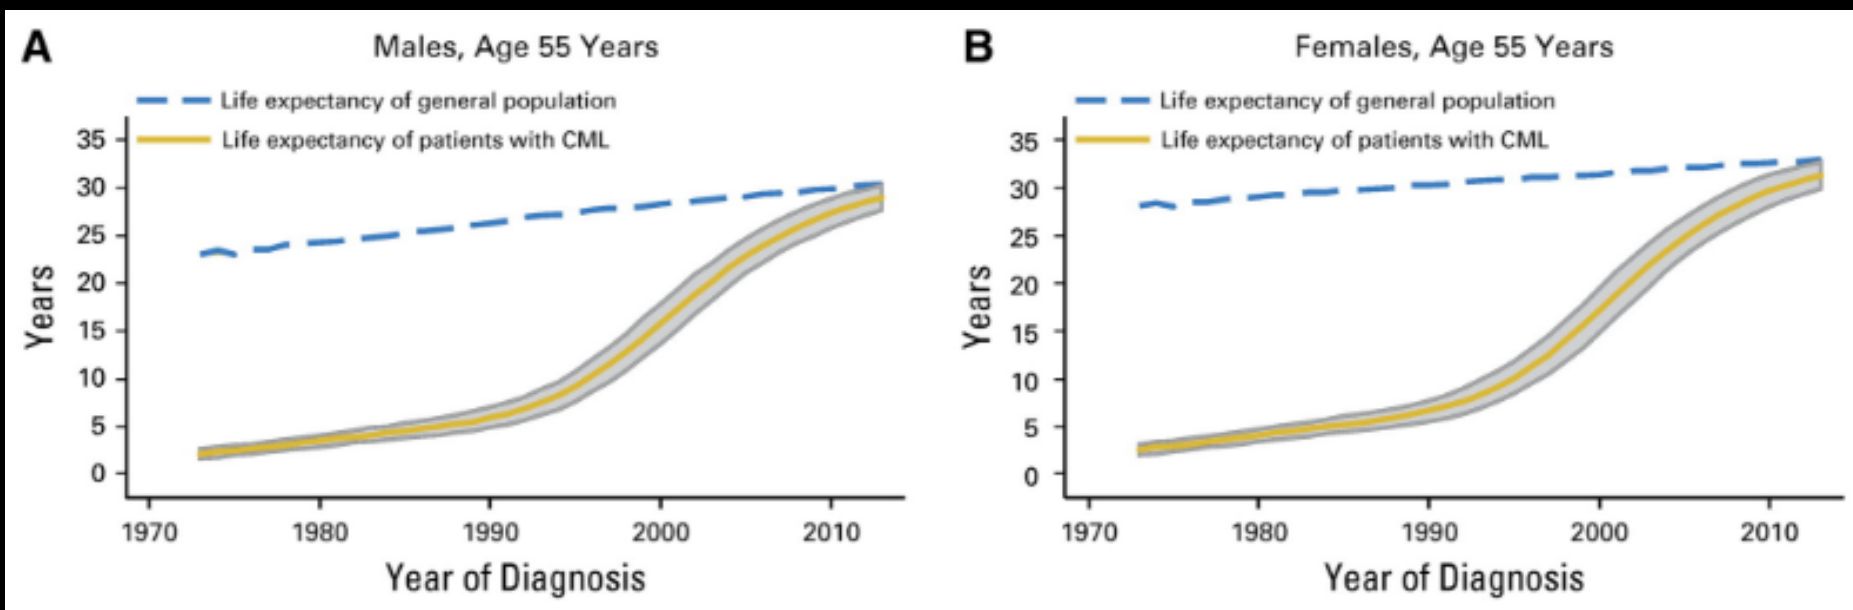 A
Males, Age 55 Years
Life expectancy of general population
Life expectancy of patients with CML
35
30
25
20
15
10
5
0
Years
1970 1980 1990 2000 2010
Year of Diagnosis
B
Females, Age 55 Years
Life expectancy of general population
Life expectancy of patients with CML
35
30
25
20
15
10
5
0
Years
1970 1980 1990 2000 2010
Year of Diagnosis